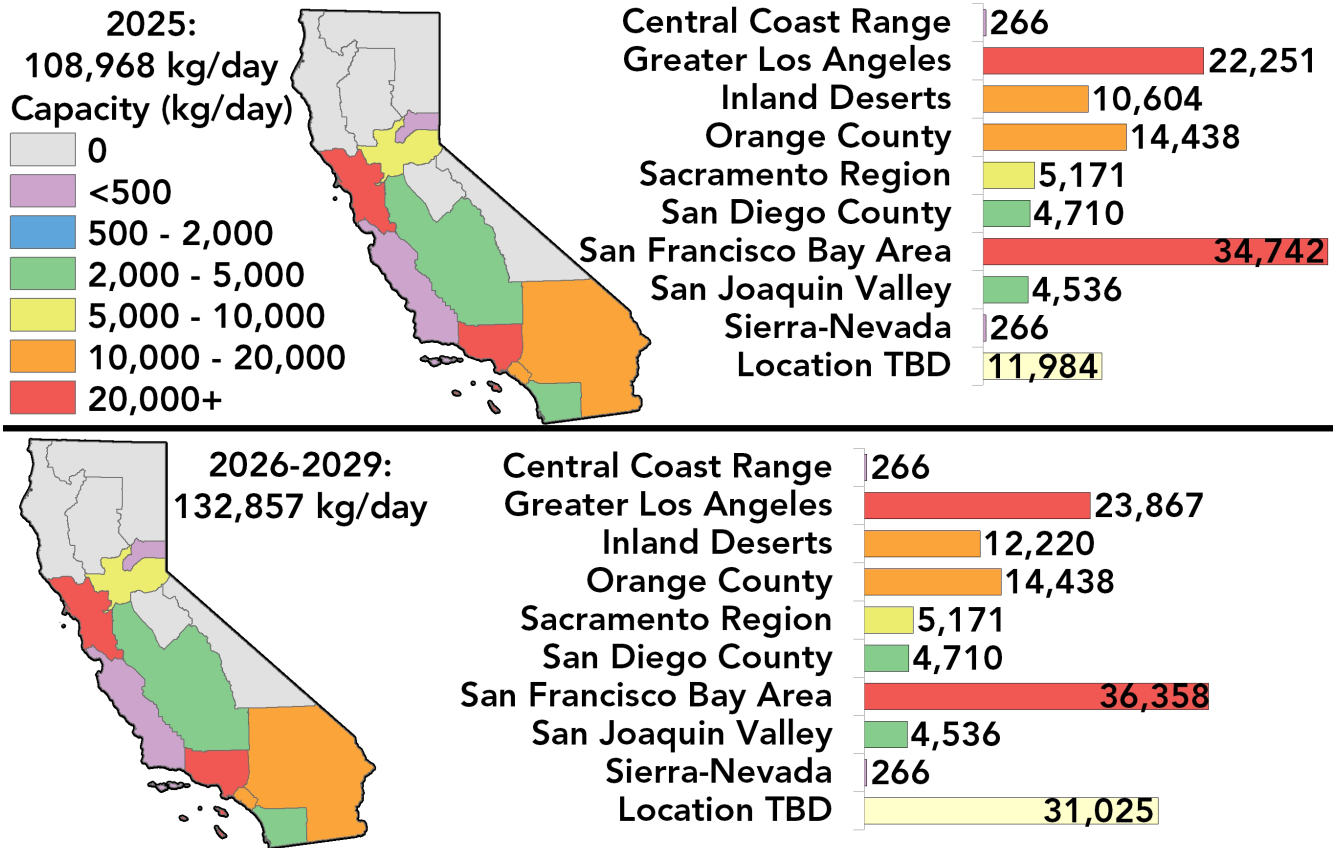 2025:
108,968 kg/day
Capacity (kg/day)
0
<500
500 - 2,000
2,000 - 5,000
5,000 - 10,000
10,000 - 20,000
20,000+
Central Coast Range 266
Greater Los Angeles 22,251
Inland Deserts 10,604
Orange County 14,438
Sacramento Region 5,171
San Diego County 4,710
San Francisco Bay Area 34,742
San Joaquin Valley 4,536
Sierra-Nevada 266
Location TBD 11,984
2026-2029:
132,857 kg/day
Central Coast Range 266
Greater Los Angeles 23,867
Inland Deserts 12,220
Orange County 14,438
Sacramento Region 5,171
San Diego County 4,710
San Francisco Bay Area 36,358
San Joaquin Valley 4,536
Sierra-Nevada 266
Location TBD 31,025